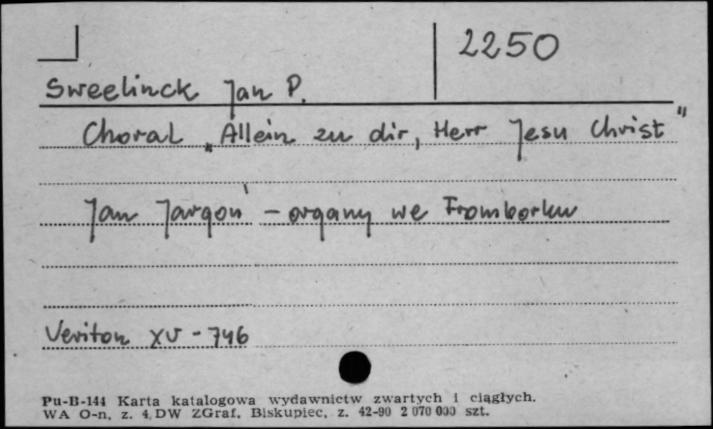 2250
Sweelinck Jan P.
Choral „Allein zu dir, Herr Jesu Christ"
Jan Jargoń - organy we Fromborku
Veriton XV - 746
Pu-B-144 Karta katalogowa wydawnictw zwartych i ciągłych.
WA O-n, z. 4, DW ZGraf. Biskupiec, z. 42-90 2 070 000 szt.